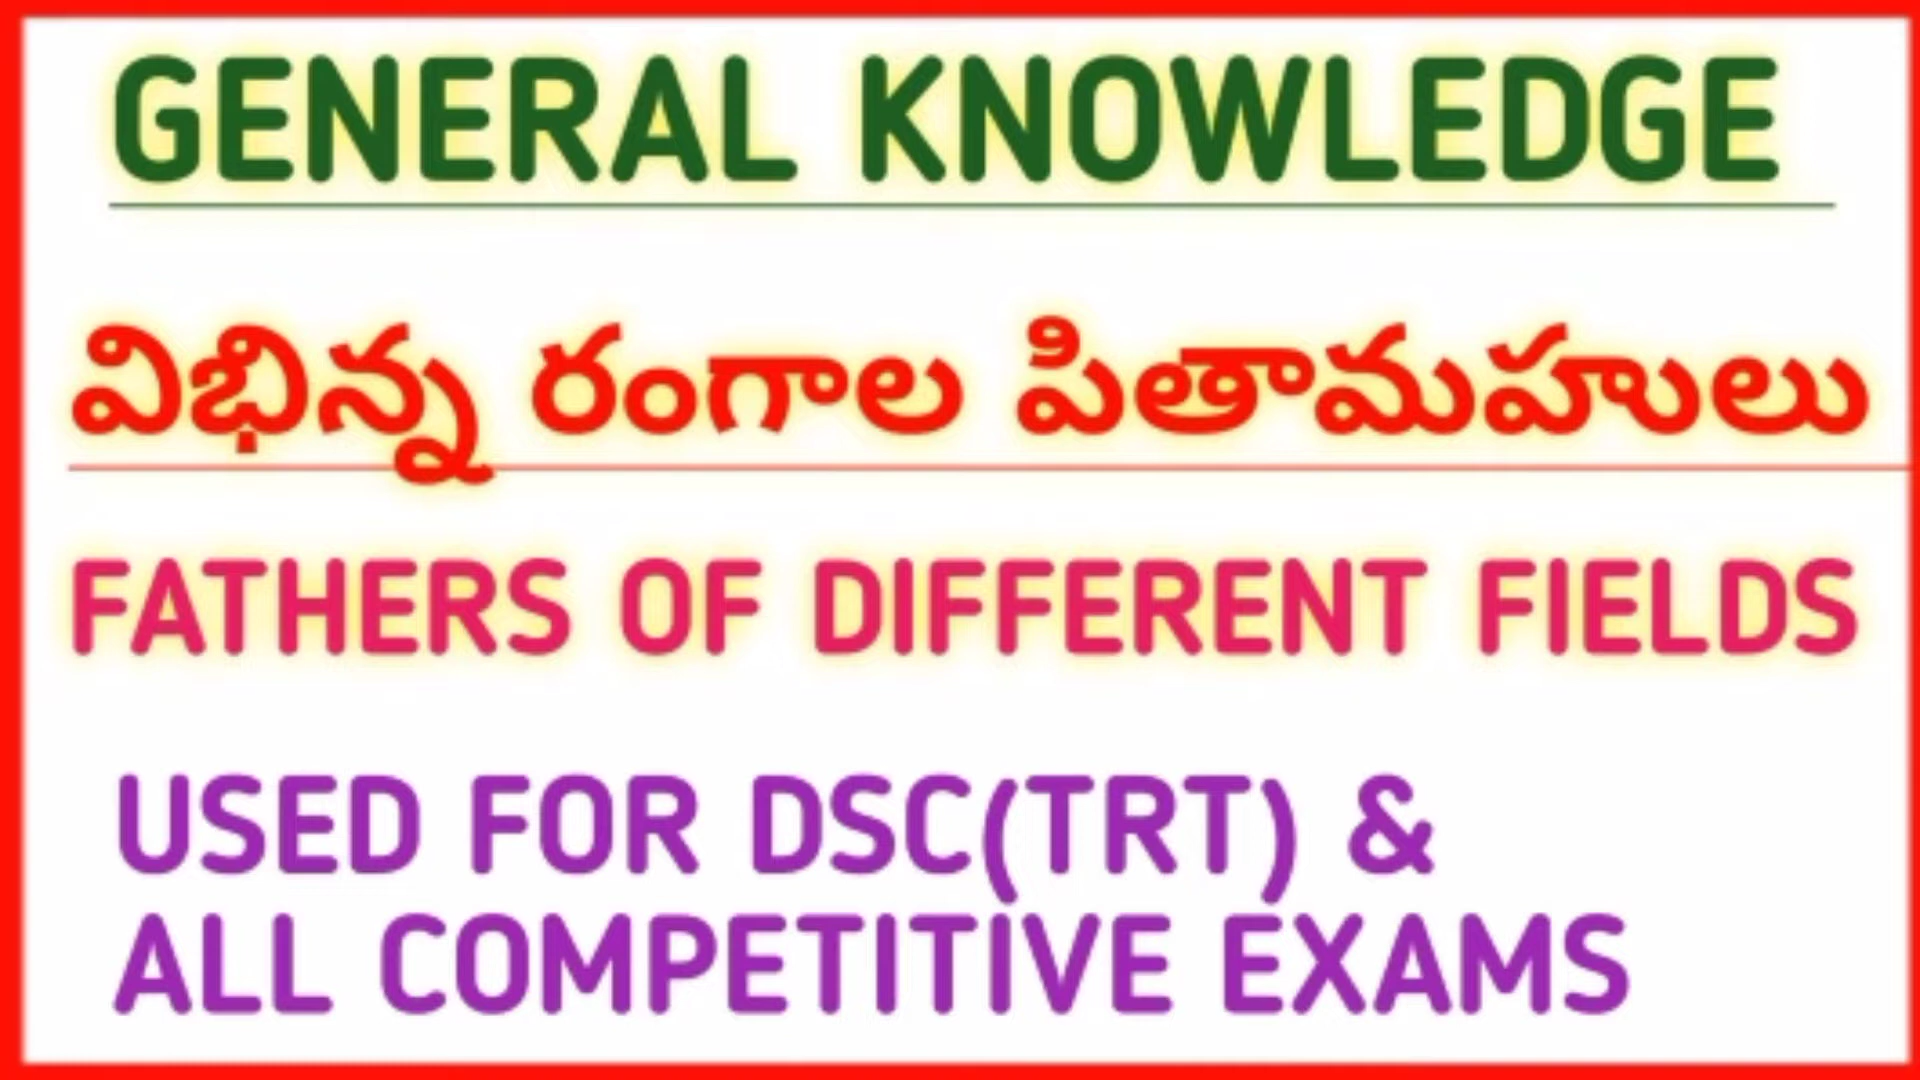 GENERAL KNOWLEDGE
విభిన్న రంగాల పితామహులు
FATHERS OF DIFFERENT FIELDS
USED FOR DSC(TRT) &
ALL COMPETITIVE EXAMS